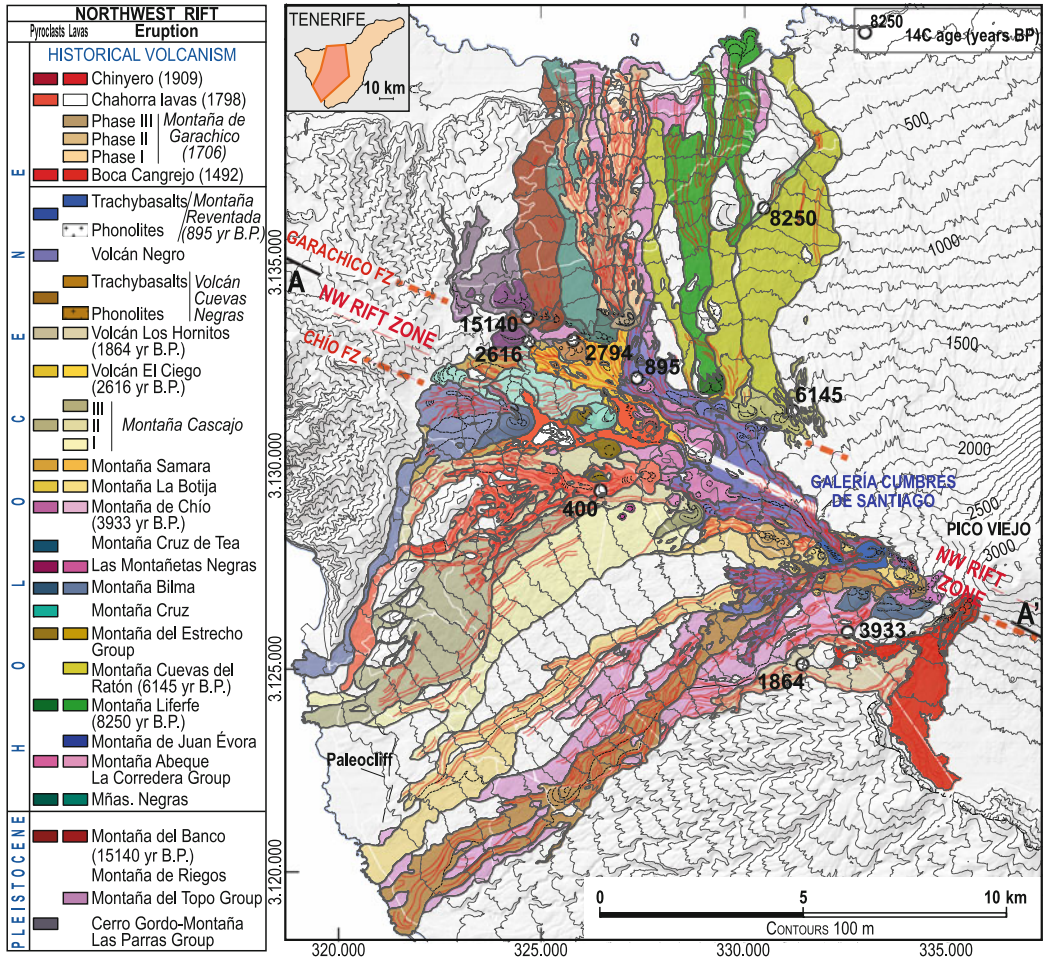 NORTHWEST RIFT
Pyroclasts Lavas Eruption
HISTORICAL VOLCANISM
Chinyero (1909)
Chahorra lavas (1798)
Phase III
Phase II
Phase I
Montaña de
Garachico
(1706)
Boca Cangrejo (1492)
HOLOCENE
Trachybasalts
Phonolites
Montaña
Reventada
(895 yr B.P.)
Volcán Negro
Trachybasalts
Phonolites
Volcán
Cuevas
Negras
Volcán Los Hornitos
(1864 yr B.P.)
Volcán El Ciego
(2616 yr B.P.)
III
II
I
Montaña Cascajo
Montaña Samara
Montaña La Botija
Montaña de Chío
(3933 yr B.P.)
Montaña Cruz de Tea
Las Montañetas Negras
Montaña Bilma
Montaña Cruz
Montaña del Estrecho
Group
Montaña Cuevas del
Ratón (6145 yr B.P.)
Montaña Liferfe
(8250 yr B.P.)
Montaña de Juan Évora
Montaña Abeque
La Corredera Group
Mñas. Negras
PLEISTOCENE
Montaña del Banco
(15140 yr B.P.)
Montaña de Riegos
Montaña del Topo Group
Cerro Gordo-Montaña
Las Parras Group
TENERIFE
10 km
8250
14C age (years BP)
500
1000
1500
2000
2500
3000
8250
GARACHICO FZ
A
NW RIFT ZONE
CHÍO FZ
15140
2616
2794
895
6145
400
GALERÍA CUMBRES
DE SANTIAGO
PICO VIEJO
NW RIFT
ZONE
A'
3933
1864
Paleocliff
3.135.000
3.130.000
3.125.000
3.120.000
0 5 10 km
CONTOURS 100 m
320.000 325.000 330.000 335.000